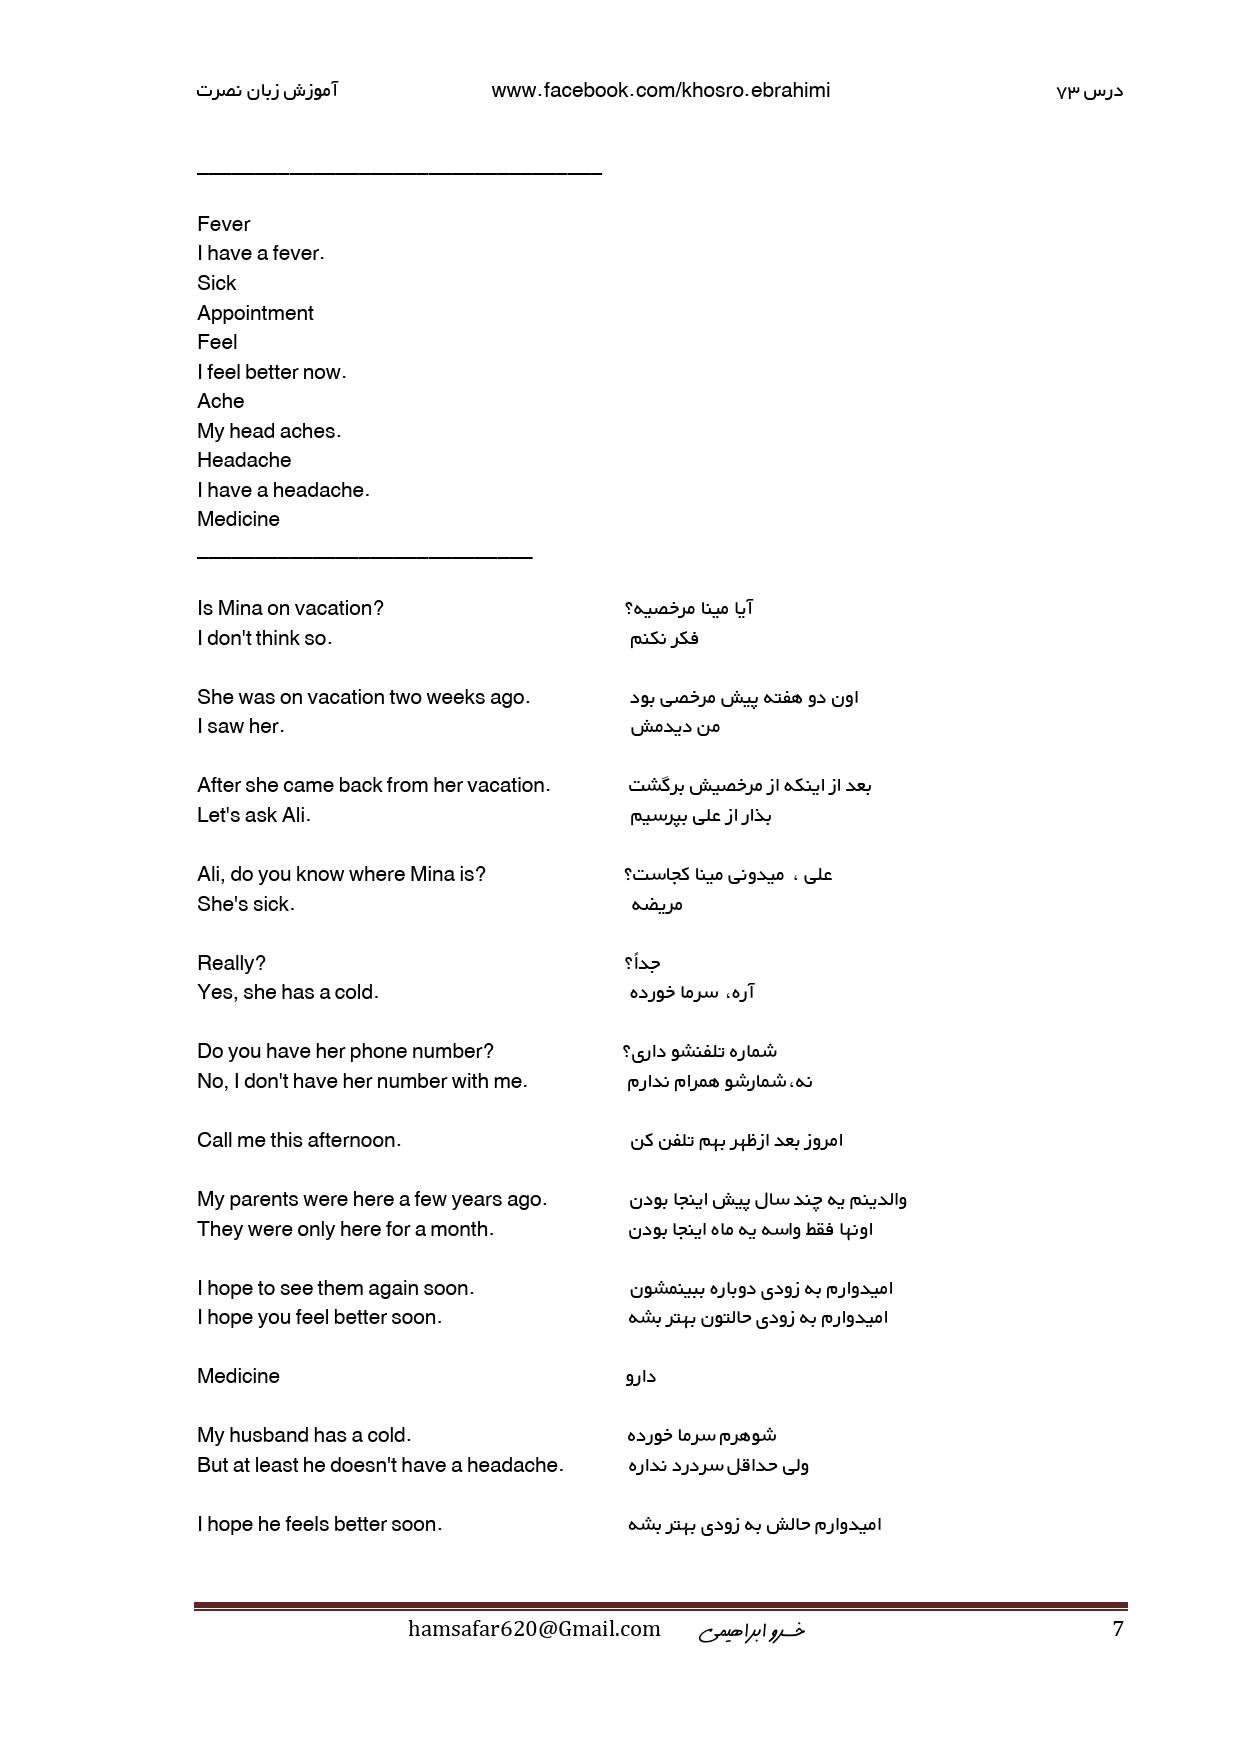 آموزش زبان نصرت www.facebook.com/khosro.ebrahimi درس ۷۳
___________________________________
Fever
I have a fever.
Sick
Appointment
Feel
I feel better now.
Ache
My head aches.
Headache
I have a headache.
Medicine
_____________________________
Is Mina on vacation? آیا مینا مرخصیه؟
I don't think so. فکر نکنم
She was on vacation two weeks ago. اون دو هفته پیش مرخصی بود
I saw her. من دیدمش
After she came back from her vacation. بعد از اینکه از مرخصیش برگشت
Let's ask Ali. بذار از علی بپرسیم
Ali, do you know where Mina is? علی ، میدونی مینا کجاست؟
She's sick. مریضه
Really? جداً؟
Yes, she has a cold. آره، سرما خورده
Do you have her phone number? شماره تلفنشو داری؟
No, I don't have her number with me. نه، شمارشو همرام ندارم
Call me this afternoon. امروز بعد ازظهر بهم تلفن کن
My parents were here a few years ago. والدینم یه چند سال پیش اینجا بودن
They were only here for a month. اونها فقط واسه یه ماه اینجا بودن
I hope to see them again soon. امیدوارم به زودی دوباره ببینمشون
I hope you feel better soon. امیدوارم به زودی حالتون بهتر بشه
Medicine دارو
My husband has a cold. شوهرم سرما خورده
But at least he doesn't have a headache. ولی حداقل سردرد نداره
I hope he feels better soon. امیدوارم حالش به زودی بهتر بشه
hamsafar620@Gmail.com خسرو ابراهیمی 7